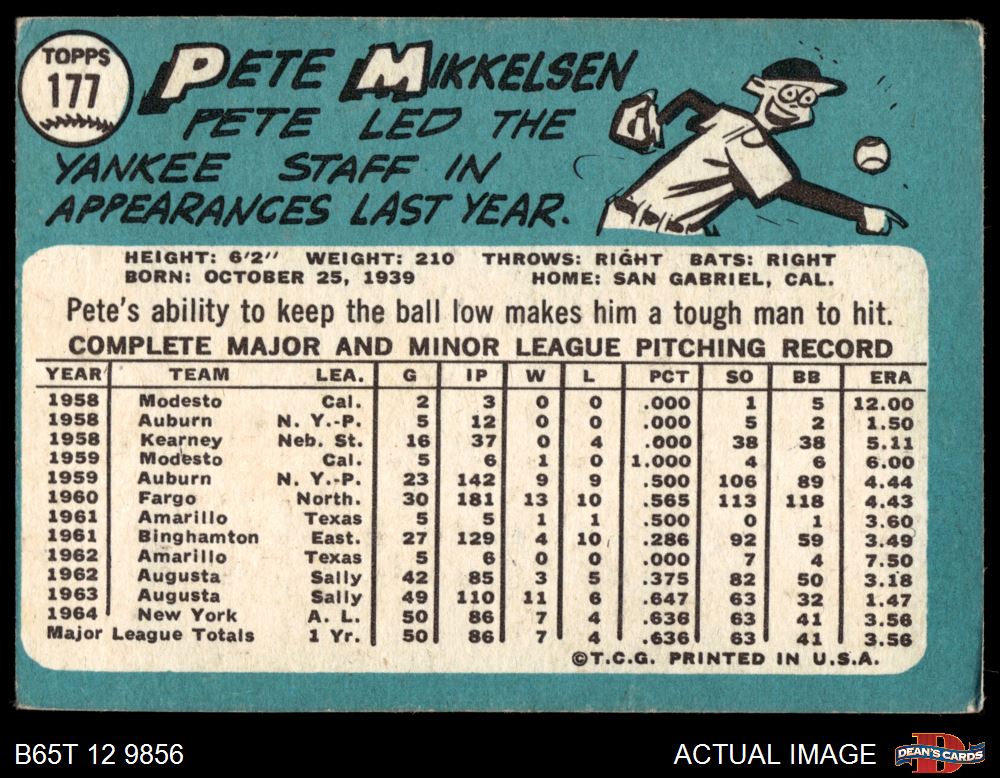 TOPPS
177
PETE MIKKELSEN
PETE LED THE
YANKEE STAFF IN
APPEARANCES LAST YEAR.
HEIGHT: 6'2" WEIGHT: 210 THROWS: RIGHT BATS: RIGHT
BORN: OCTOBER 25, 1939 HOME: SAN GABRIEL, CAL.
Pete's ability to keep the ball low makes him a tough man to hit.
COMPLETE MAJOR AND MINOR LEAGUE PITCHING RECORD
YEAR TEAM LEA. G IP W L PCT SO BB ERA
1958 Modesto Cal. 2 3 0 0 .000 1 5 12.00
1958 Auburn N. Y.-P. 5 12 0 0 .000 5 2 1.50
1958 Kearney Neb. St. 16 37 0 4 .000 38 38 5.11
1959 Modesto Cal. 5 6 1 0 1.000 4 6 6.00
1959 Auburn N. Y.-P. 23 142 9 9 .500 106 89 4.44
1960 Fargo North. 30 181 13 10 .565 113 118 4.43
1961 Amarillo Texas 5 5 1 1 .500 0 1 3.60
1961 Binghamton East. 27 129 4 10 .286 92 59 3.49
1962 Amarillo Texas 5 6 0 0 .000 7 4 7.50
1962 Augusta Sally 42 85 3 5 .375 82 50 3.18
1963 Augusta Sally 49 110 11 6 .647 63 32 1.47
1964 New York A. L. 50 86 7 4 .636 63 41 3.56
Major League Totals 1 Yr. 50 86 7 4 .636 63 41 3.56
©T.C.G. PRINTED IN U.S.A.
B65T 12 9856 ACTUAL IMAGE
DEAN'S CARDS